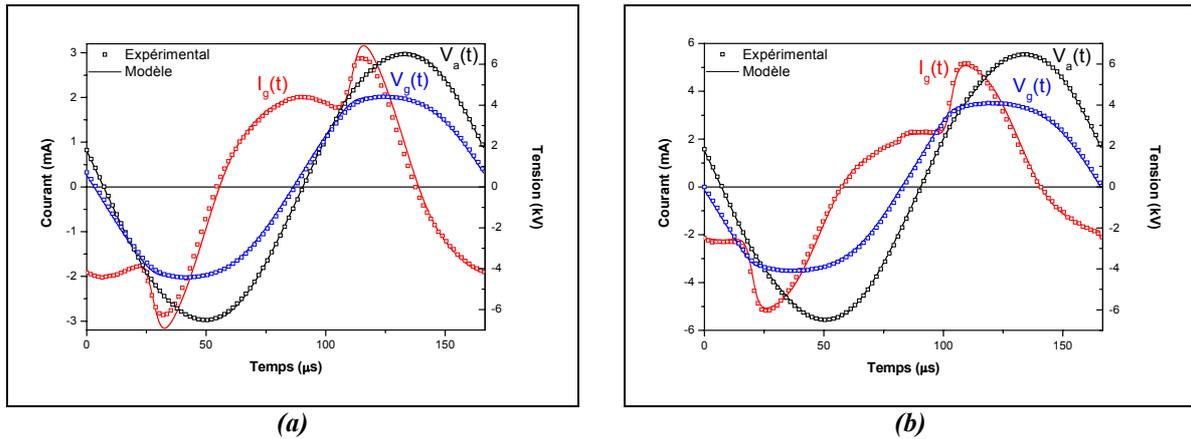 Expérimental
Modèle
V_a(t)
I_g(t)
V_g(t)
3
2
1
0
-1
-2
-3
Courant (mA)
6
4
2
0
-2
-4
-6
Tension (kV)
0
50
100
150
Temps (µs)
(a)
Expérimental
Modèle
V_a(t)
I_g(t)
V_g(t)
6
4
2
0
-2
-4
-6
Courant (mA)
6
4
2
0
-2
-4
-6
Tension (kV)
0
50
100
150
Temps (µs)
(b)